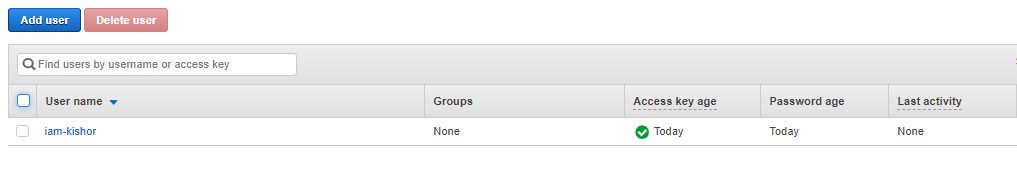 Add user Delete user
Find users by username or access key
User name Groups Access key age Password age Last activity
iam-kishor None Today Today None